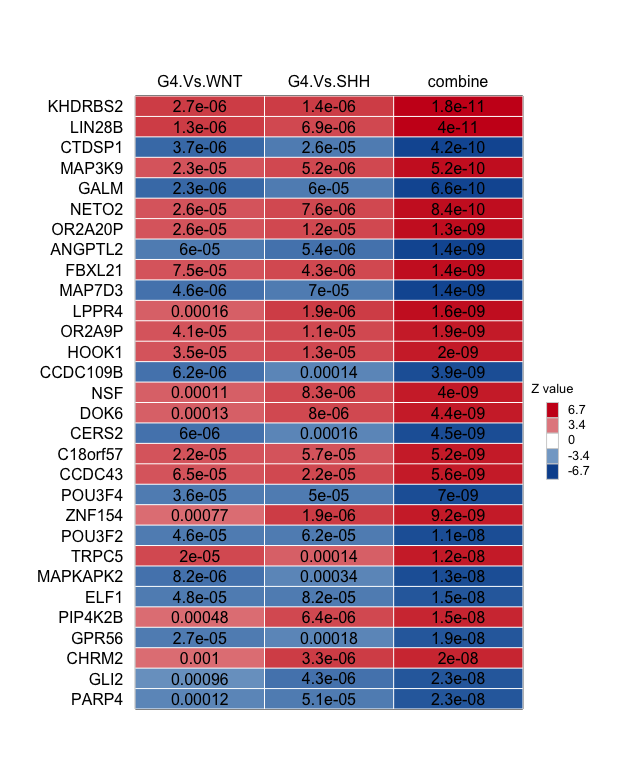 G4.Vs.WNT G4.Vs.SHH combine
KHDRBS2 2.7e-06 1.4e-06 1.8e-11
LIN28B 1.3e-06 6.9e-06 4e-11
CTDSP1 3.7e-06 2.6e-05 4.2e-10
MAP3K9 2.3e-05 5.2e-06 5.2e-10
GALM 2.3e-06 6e-05 6.6e-10
NETO2 2.6e-05 7.6e-06 8.4e-10
OR2A20P 2.6e-05 1.2e-05 1.3e-09
ANGPTL2 6e-05 5.4e-06 1.4e-09
FBXL21 7.5e-05 4.3e-06 1.4e-09
MAP7D3 4.6e-06 7e-05 1.4e-09
LPPR4 0.00016 1.9e-06 1.6e-09
OR2A9P 4.1e-05 1.1e-05 1.9e-09
HOOK1 3.5e-05 1.3e-05 2e-09
CCDC109B 6.2e-06 0.00014 3.9e-09
NSF 0.00011 8.3e-06 4e-09
DOK6 0.00013 8e-06 4.4e-09
CERS2 6e-06 0.00016 4.5e-09
C18orf57 2.2e-05 5.7e-05 5.2e-09
CCDC43 6.5e-05 2.2e-05 5.6e-09
POU3F4 3.6e-05 5e-05 7e-09
ZNF154 0.00077 1.9e-06 9.2e-09
POU3F2 4.6e-05 6.2e-05 1.1e-08
TRPC5 2e-05 0.00014 1.2e-08
MAPKAPK2 8.2e-06 0.00034 1.3e-08
ELF1 4.8e-05 8.2e-05 1.5e-08
PIP4K2B 0.00048 6.4e-06 1.5e-08
GPR56 2.7e-05 0.00018 1.9e-08
CHRM2 0.001 3.3e-06 2e-08
GLI2 0.00096 4.3e-06 2.3e-08
PARP4 0.00012 5.1e-05 2.3e-08
Z value
6.7
3.4
0
-3.4
-6.7